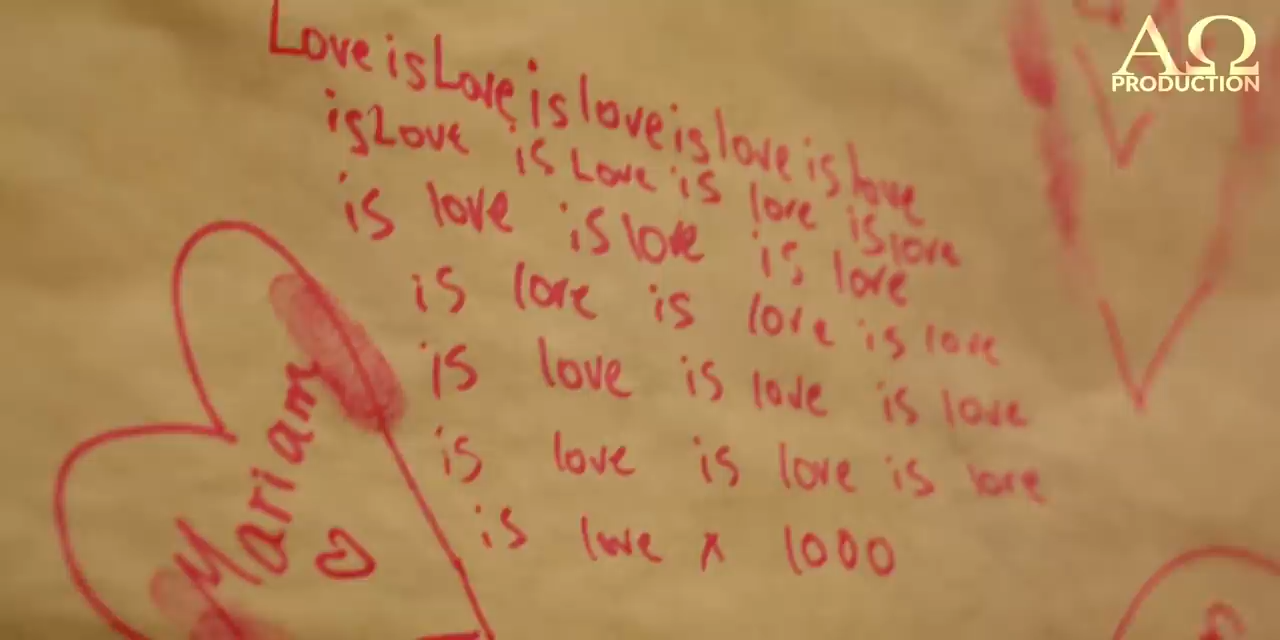 Love is Love is love is love is love
is Love is Love is love is love
is love is love is love
is love is love is love
is love is love is love
is love is love is love
is love x 1000
Mariam
ΑΩ
PRODUCTION